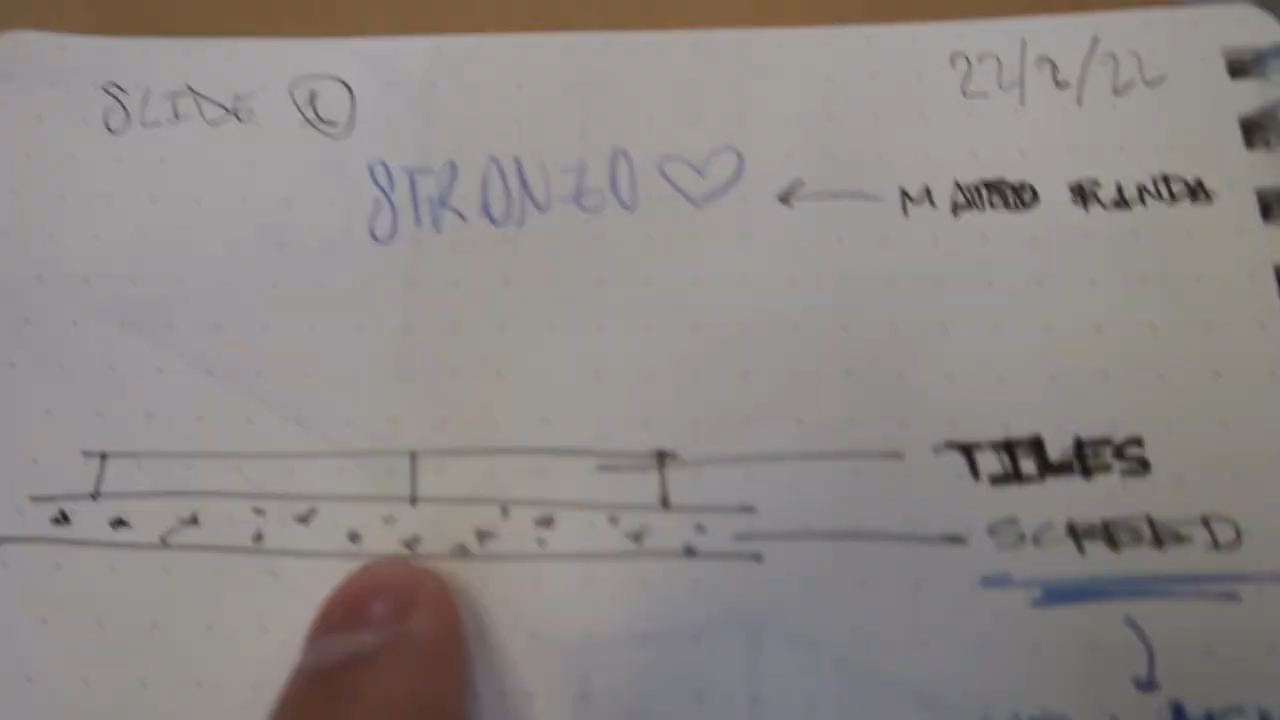 SLIDE 1
22/2/22
STRONZO ♡
TILES
SCREED